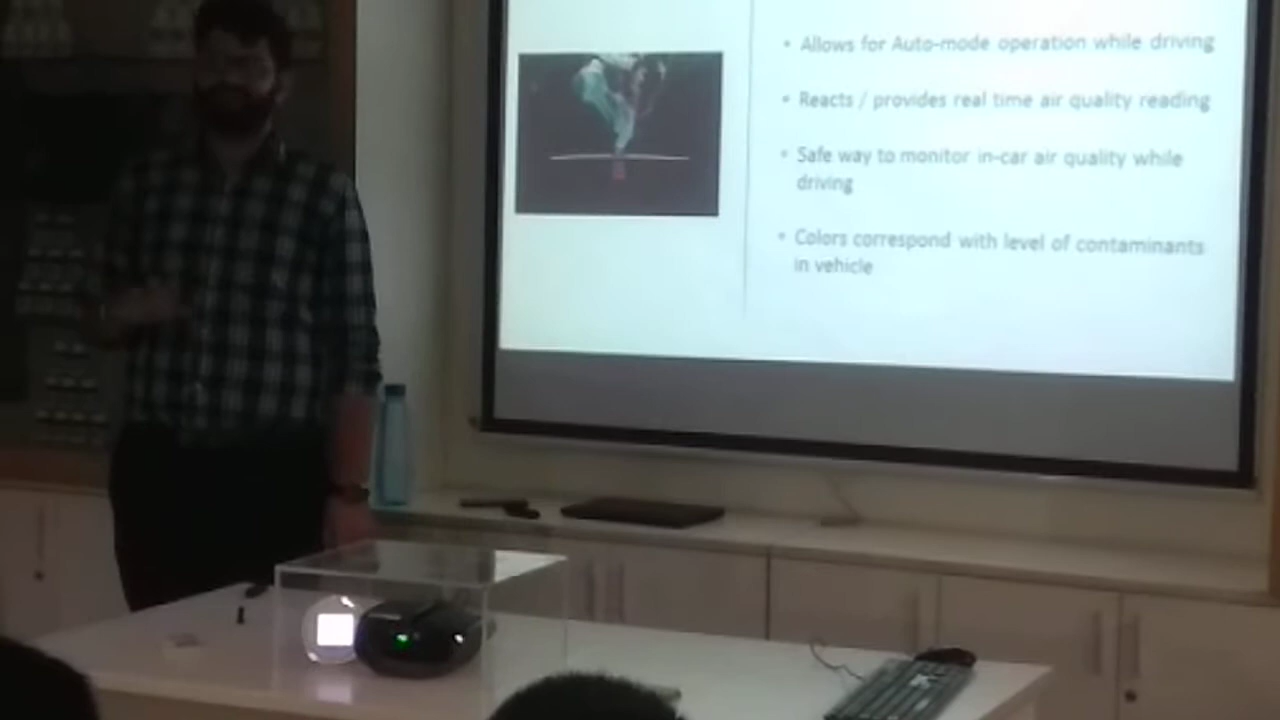 • Allows for Auto-mode operation while driving
• Reacts / provides real time air quality reading
• Safe way to monitor in-car air quality while
driving
• Colors correspond with level of contaminants
in vehicle